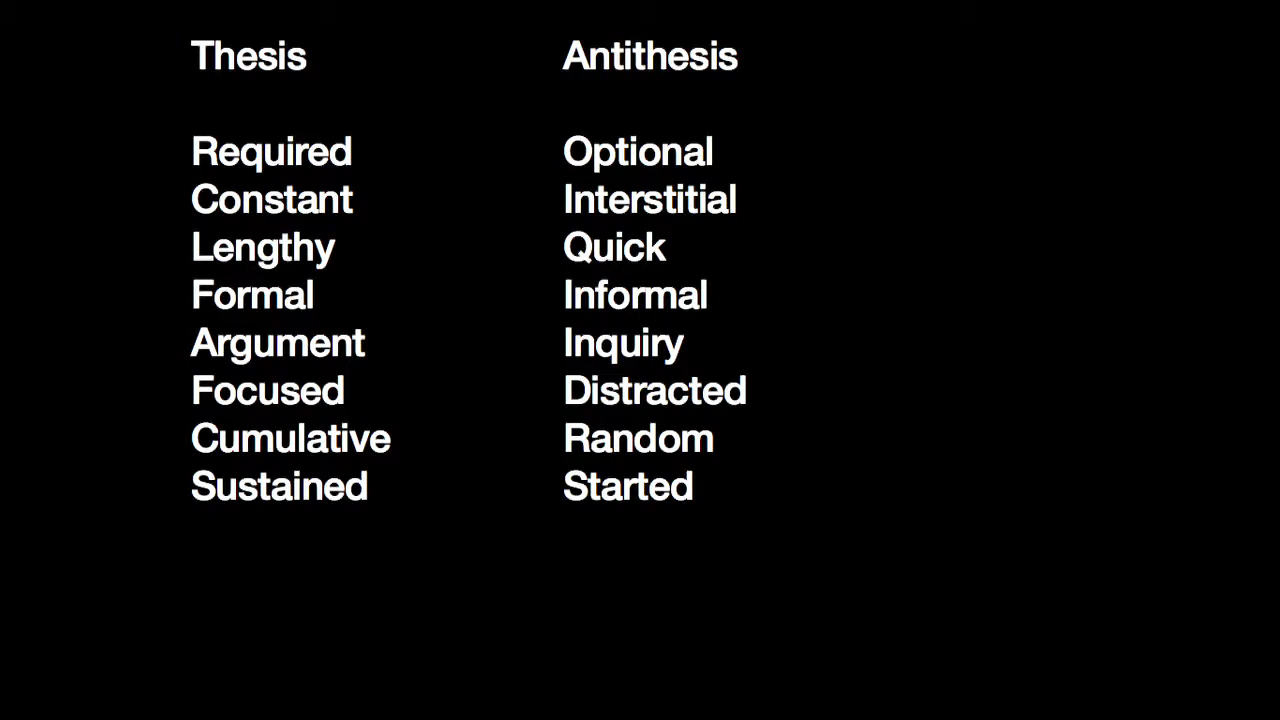 Thesis Antithesis
Required Optional
Constant Interstitial
Lengthy Quick
Formal Informal
Argument Inquiry
Focused Distracted
Cumulative Random
Sustained Started